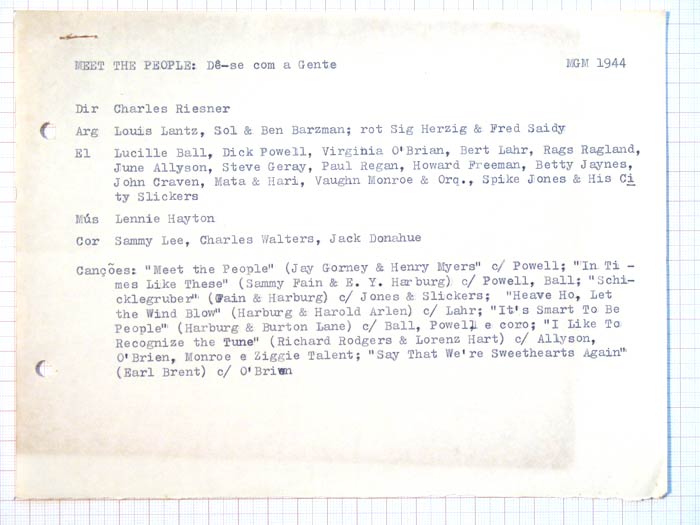 MEET THE PEOPLE: Dê-se com a Gente MGM 1944
Dir Charles Riesner
Arg Louis Lantz, Sol & Ben Barzman; rot Sig Herzig & Fred Saidy
El Lucille Ball, Dick Powell, Virginia O'Brian, Bert Lahr, Rags Ragland,
June Allyson, Steve Geray, Paul Regan, Howard Freeman, Betty Jaynes,
John Craven, Mata & Hari, Vaughn Monroe & Orq., Spike Jones & His Ci
ty Slickers
Mús Lennie Hayton
Cor Sammy Lee, Charles Walters, Jack Donahue
Canções: "Meet the People" (Jay Gorney & Henry Myers" c/ Powell; "In Ti -
mes Like These" (Sammy Fain & E. Y. Harburg) c/ Powell, Ball; "Schi-
cklegruber" (Fain & Harburg) c/ Jones & Slickers; "Heave Ho, Let
the Wind Blow" (Harburg & Harold Arlen) c/ Lahr; "It's Smart To Be
People" (Harburg & Burton Lane) c/ Ball, Powell e coro; "I Like To
Recognize the Tune" (Richard Rodgers & Lorenz Hart) c/ Allyson,
O'Brien, Monroe e Ziggie Talent; "Say That We're Sweethearts Again"
(Earl Brent) c/ O'Brien